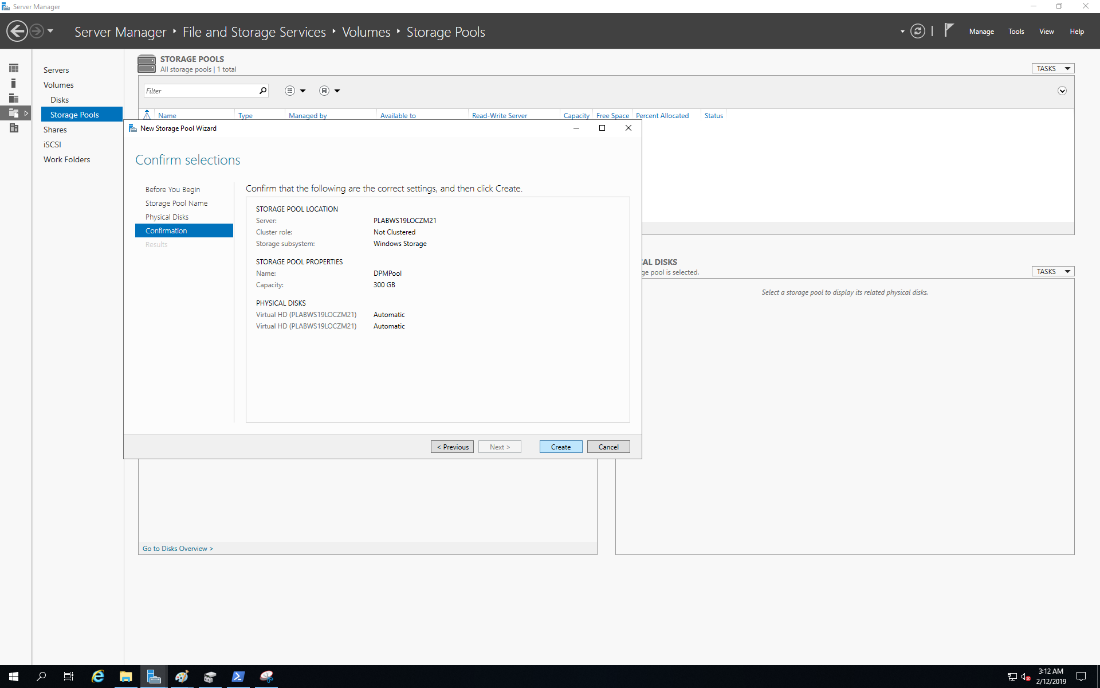 Server Manager
Server Manager ‣ File and Storage Services ‣ Volumes ‣ Storage Pools
Manage Tools View Help
Servers
Volumes
Disks
Storage Pools
Shares
iSCSI
Work Folders
STORAGE POOLS
All storage pools | 1 total
TASKS
Filter
Name Type Managed by Available to Read-Write Server Capacity Free Space Percent Allocated Status
New Storage Pool Wizard
Confirm selections
Before You Begin
Storage Pool Name
Physical Disks
Confirmation
Results
Confirm that the following are the correct settings, and then click Create.
STORAGE POOL LOCATION
Server: PLABWS19LOCZM21
Cluster role: Not Clustered
Storage subsystem: Windows Storage
STORAGE POOL PROPERTIES
Name: DPMPool
Capacity: 300 GB
PHYSICAL DISKS
Virtual HD (PLABWS19LOCZM21) Automatic
Virtual HD (PLABWS19LOCZM21) Automatic
< Previous Next > Create Cancel
AL DISKS
ge pool is selected.
TASKS
Select a storage pool to display its related physical disks.
Go to Disks Overview >
3:12 AM
2/12/2019